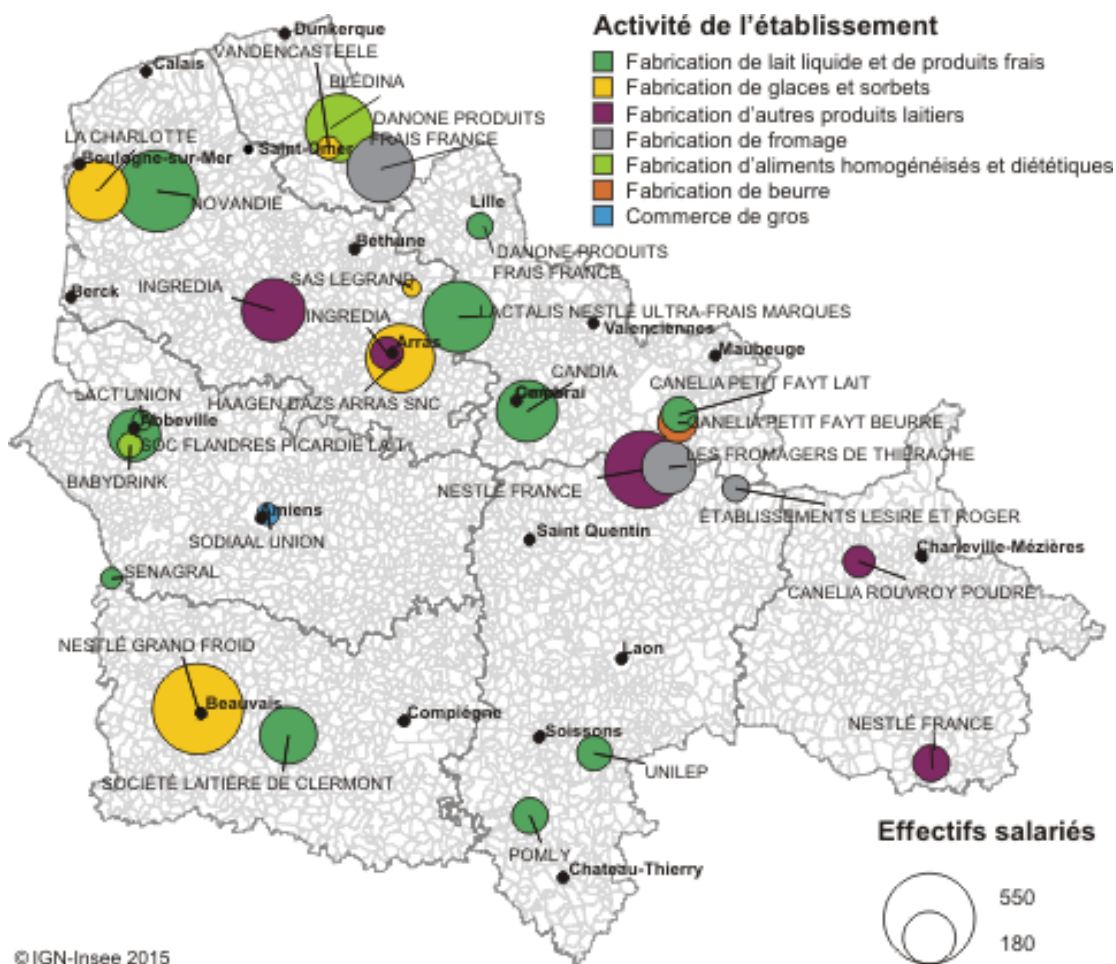 Activité de l'établissement
Fabrication de lait liquide et de produits frais
Fabrication de glaces et sorbets
Fabrication d'autres produits laitiers
Fabrication de fromage
Fabrication d'aliments homogénéisés et diététiques
Fabrication de beurre
Commerce de gros
Dunkerque
VANDENCASTEELE
Calais
BLÉDINA
DANONE PRODUITS
FRAIS FRANCE
LA CHARLOTTE
Boulogne-sur-Mer
Saint-Omer
NOVANDIE
Lille
DANONE PRODUITS
FRAIS FRANCE
Béthune
SAS LEGRAND
INGREDIA
Berck
INGREDIA
LACTALIS NESTLE ULTRA-FRAIS MARQUES
Valenciennes
Arras
Maubeuge
HAAGEN DAZS ARRAS SNC
CANDIA
Cambrai
CANELIA PETIT FAYT LAIT
CANELIA PETIT FAYT BEURRE
LACT'UNION
Abbeville
SOC FLANDRES PICARDIE LAIT
BABYDRINK
LES FROMAGERS DE THIERACHE
NESTLÉ FRANCE
ÉTABLISSEMENTS LESIRE ET ROGER
Amiens
SODIAAL UNION
Saint Quentin
Charleville-Mézières
CANELIA ROUVROY POUDRE
SENAGRAL
NESTLÉ GRAND FROID
Beauvais
Laon
Compiègne
Soissons
NESTLÉ FRANCE
SOCIÉTÉ LAITIÈRE DE CLERMONT
UNILEP
POMLY
Chateau-Thierry
Effectifs salariés
550
180
© IGN-Insee 2015